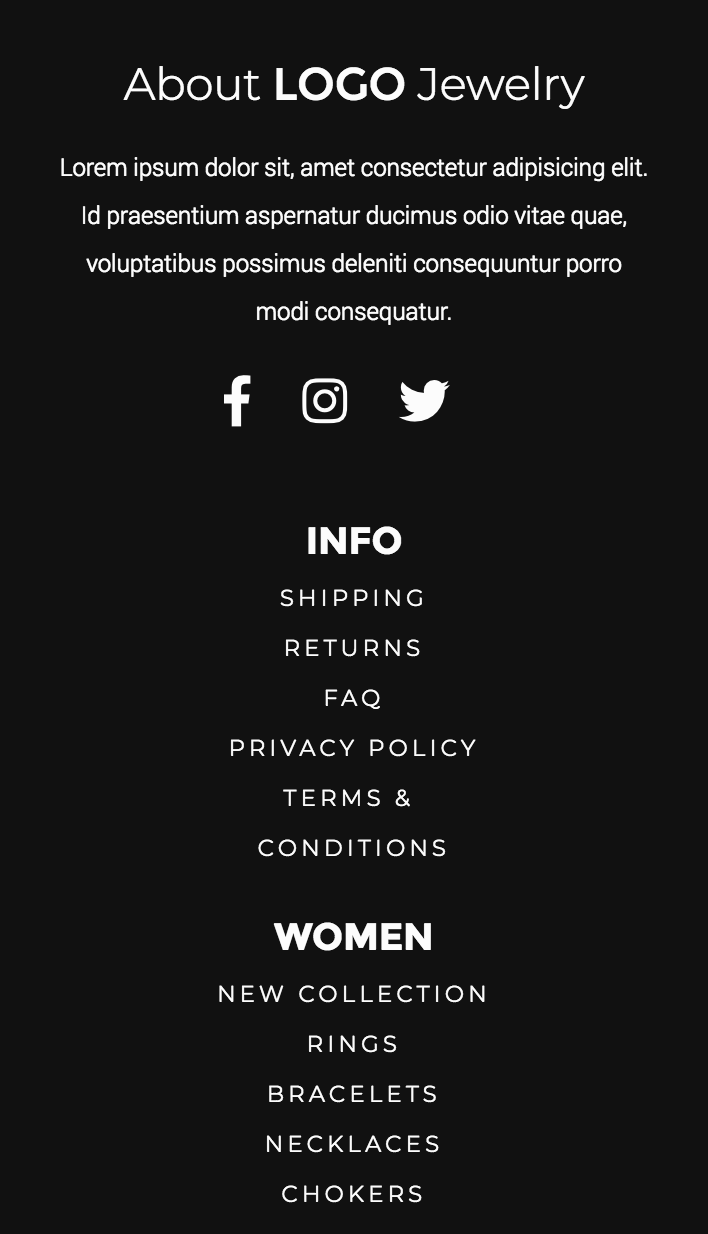 About LOGO Jewelry
Lorem ipsum dolor sit, amet consectetur adipisicing elit.
Id praesentium aspernatur ducimus odio vitae quae,
voluptatibus possimus deleniti consequuntur porro
modi consequatur.
INFO
SHIPPING
RETURNS
FAQ
PRIVACY POLICY
TERMS &
CONDITIONS
WOMEN
NEW COLLECTION
RINGS
BRACELETS
NECKLACES
CHOKERS